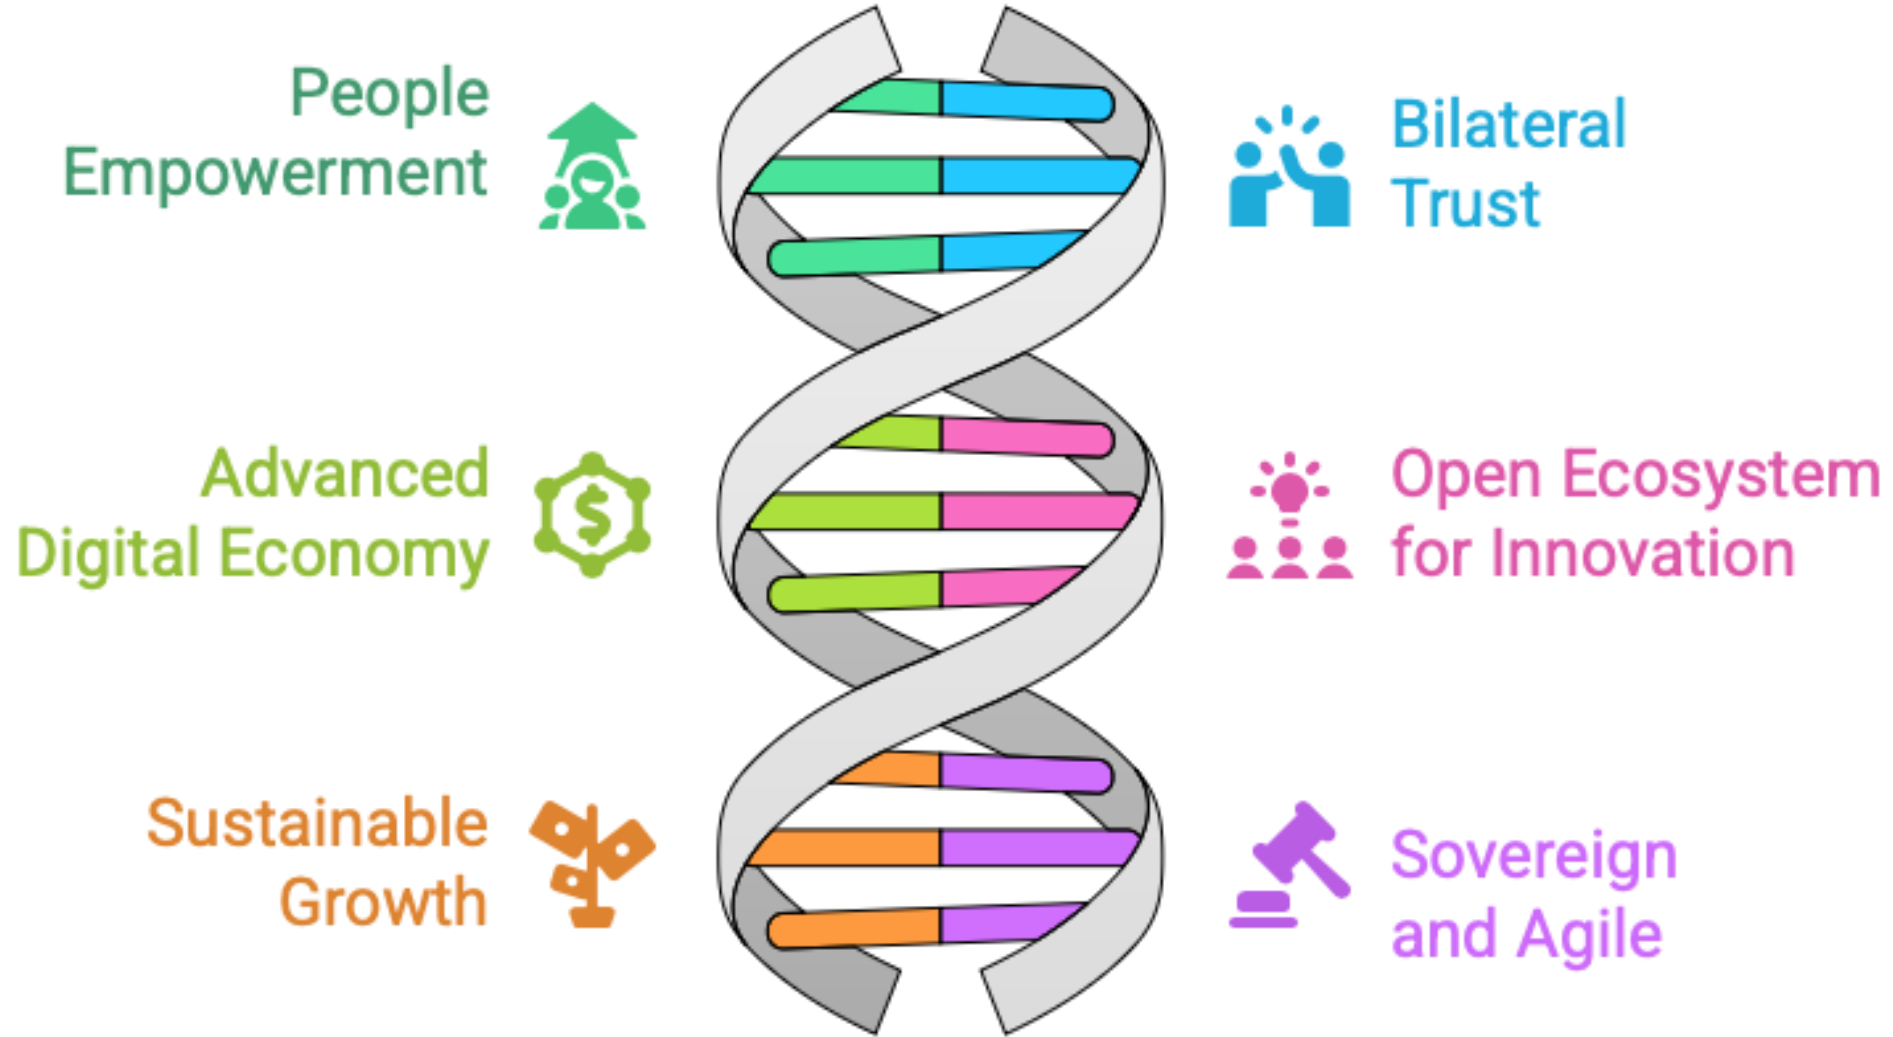 People
Empowerment
Bilateral
Trust
Advanced
Digital Economy
Open Ecosystem
for Innovation
Sustainable
Growth
Sovereign
and Agile